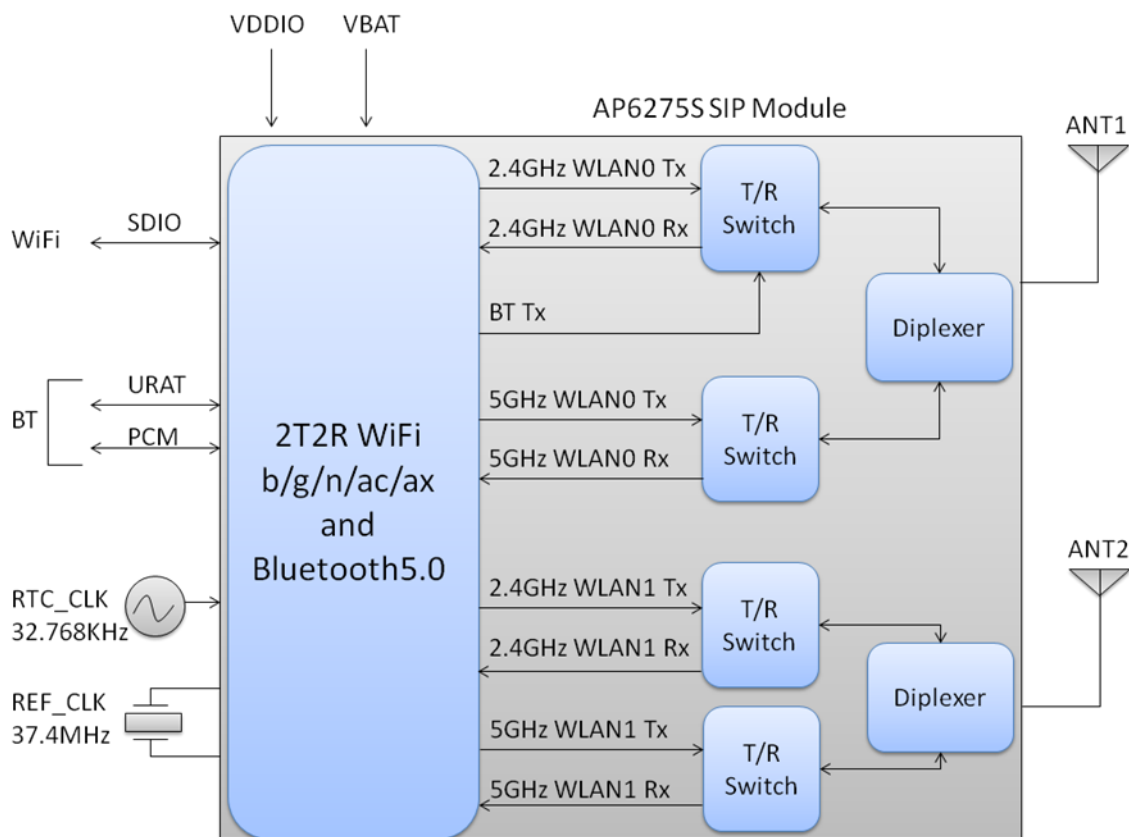 VDDIO
VBAT
AP6275S SIP Module
ANT1
2.4GHz WLAN0 Tx
T/R
Switch
WiFi
SDIO
2.4GHz WLAN0 Rx
BT Tx
Diplexer
BT
URAT
PCM
2T2R WiFi
b/g/n/ac/ax
and
Bluetooth5.0
5GHz WLAN0 Tx
T/R
Switch
5GHz WLAN0 Rx
ANT2
RTC_CLK
32.768KHz
2.4GHz WLAN1 Tx
T/R
Switch
2.4GHz WLAN1 Rx
Diplexer
REF_CLK
37.4MHz
5GHz WLAN1 Tx
T/R
Switch
5GHz WLAN1 Rx